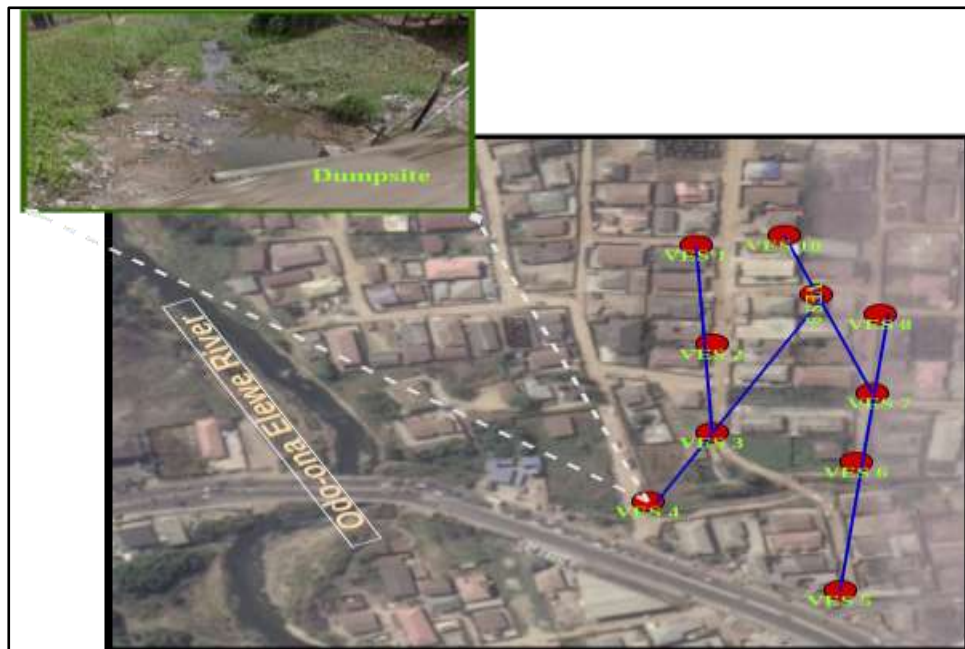 Dumpsite
Odo-ona Elewe River
VES 1
VES 10
VES 2
VES 8
VES 3
VES 7
VES 6
VES 4
VES 5